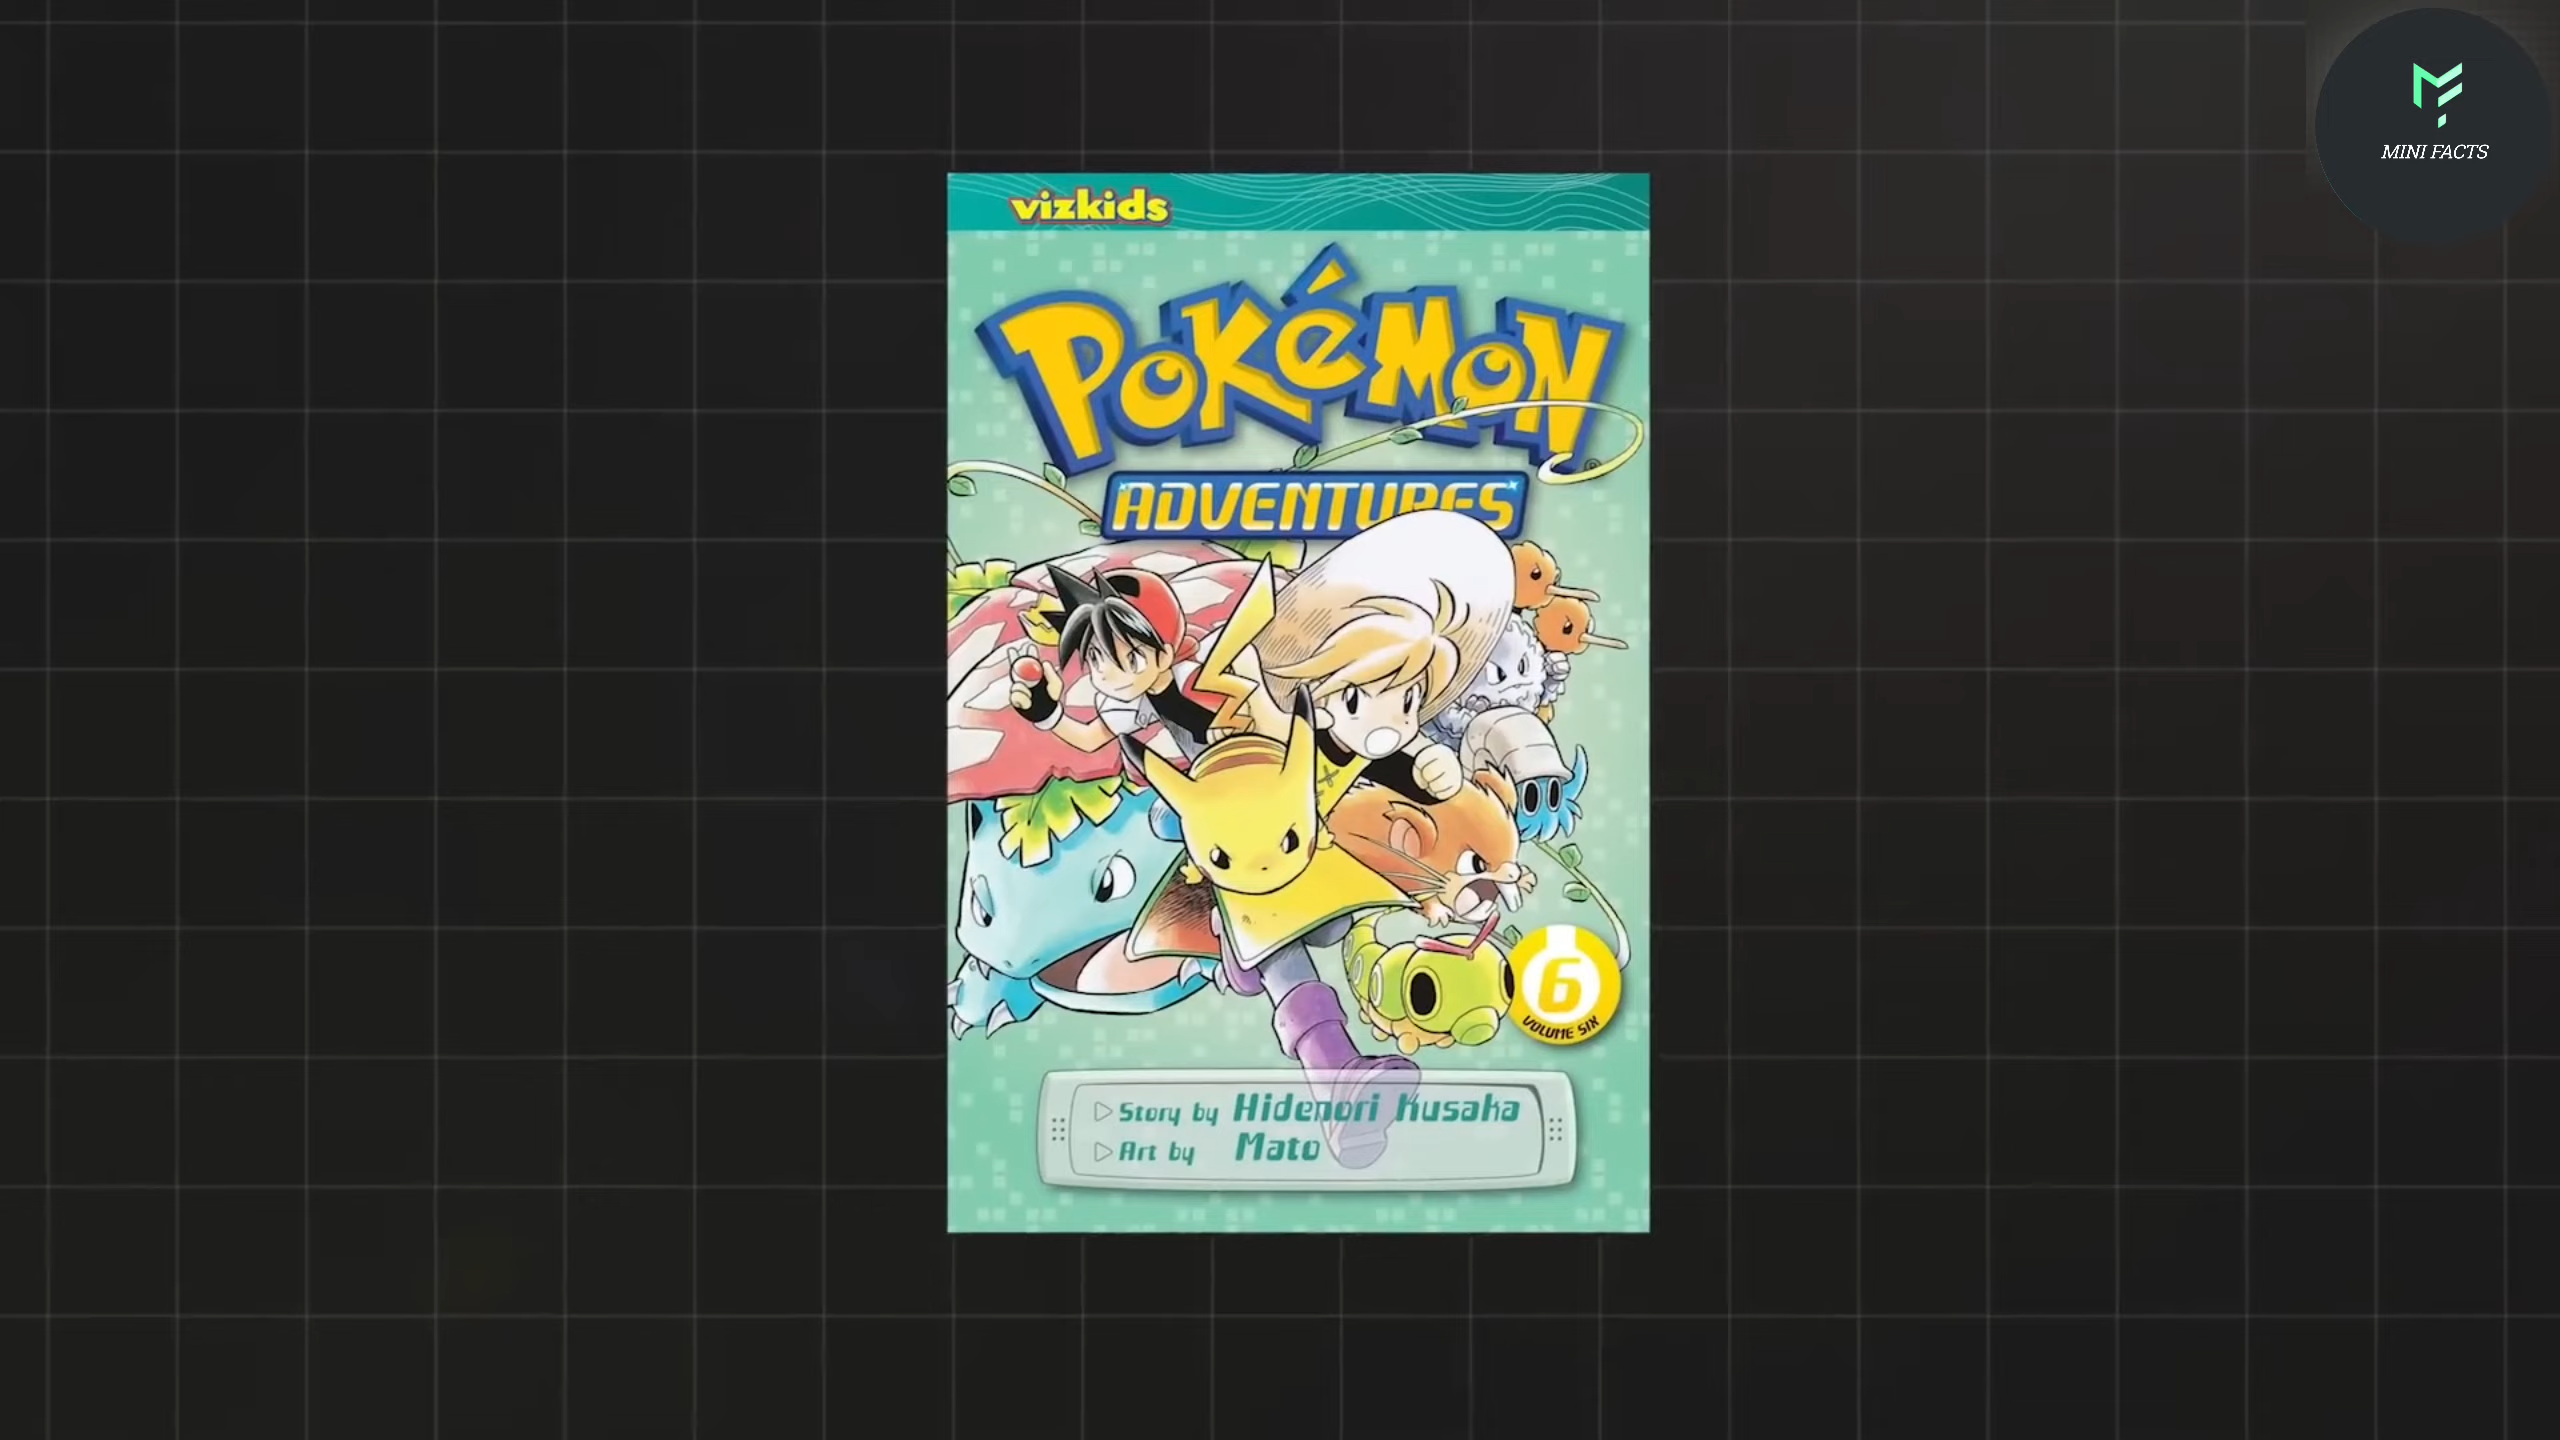 MINI FACTS
vizkids
POKéMON
ADVENTURES
6
VOLUME SIX
Story by Hidenori Kusaka
Art by Mato